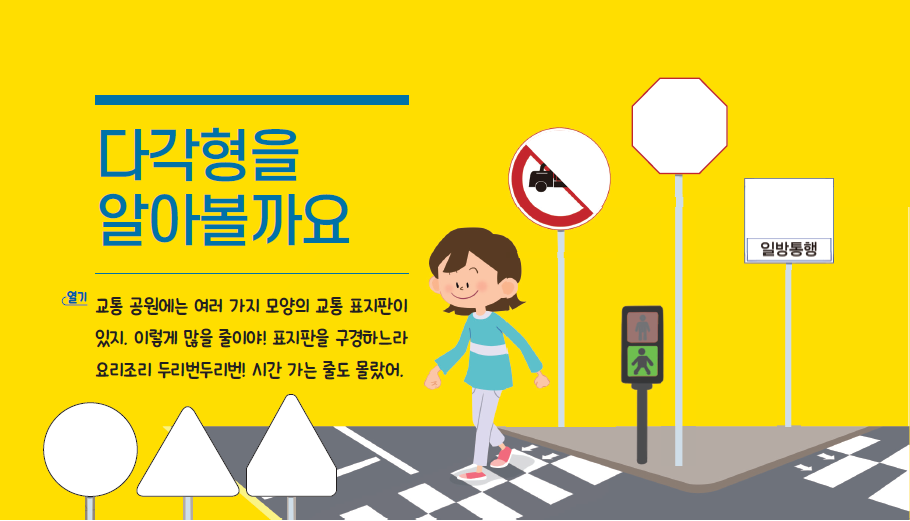 다각형을
알아볼까요
열기
교통 공원에는 여러 가지 모양의 교통 표지판이
있지. 이렇게 많을 줄이야! 표지판을 구경하느라
요리조리 두리번두리번! 시간 가는 줄도 몰랐어.
일방통행